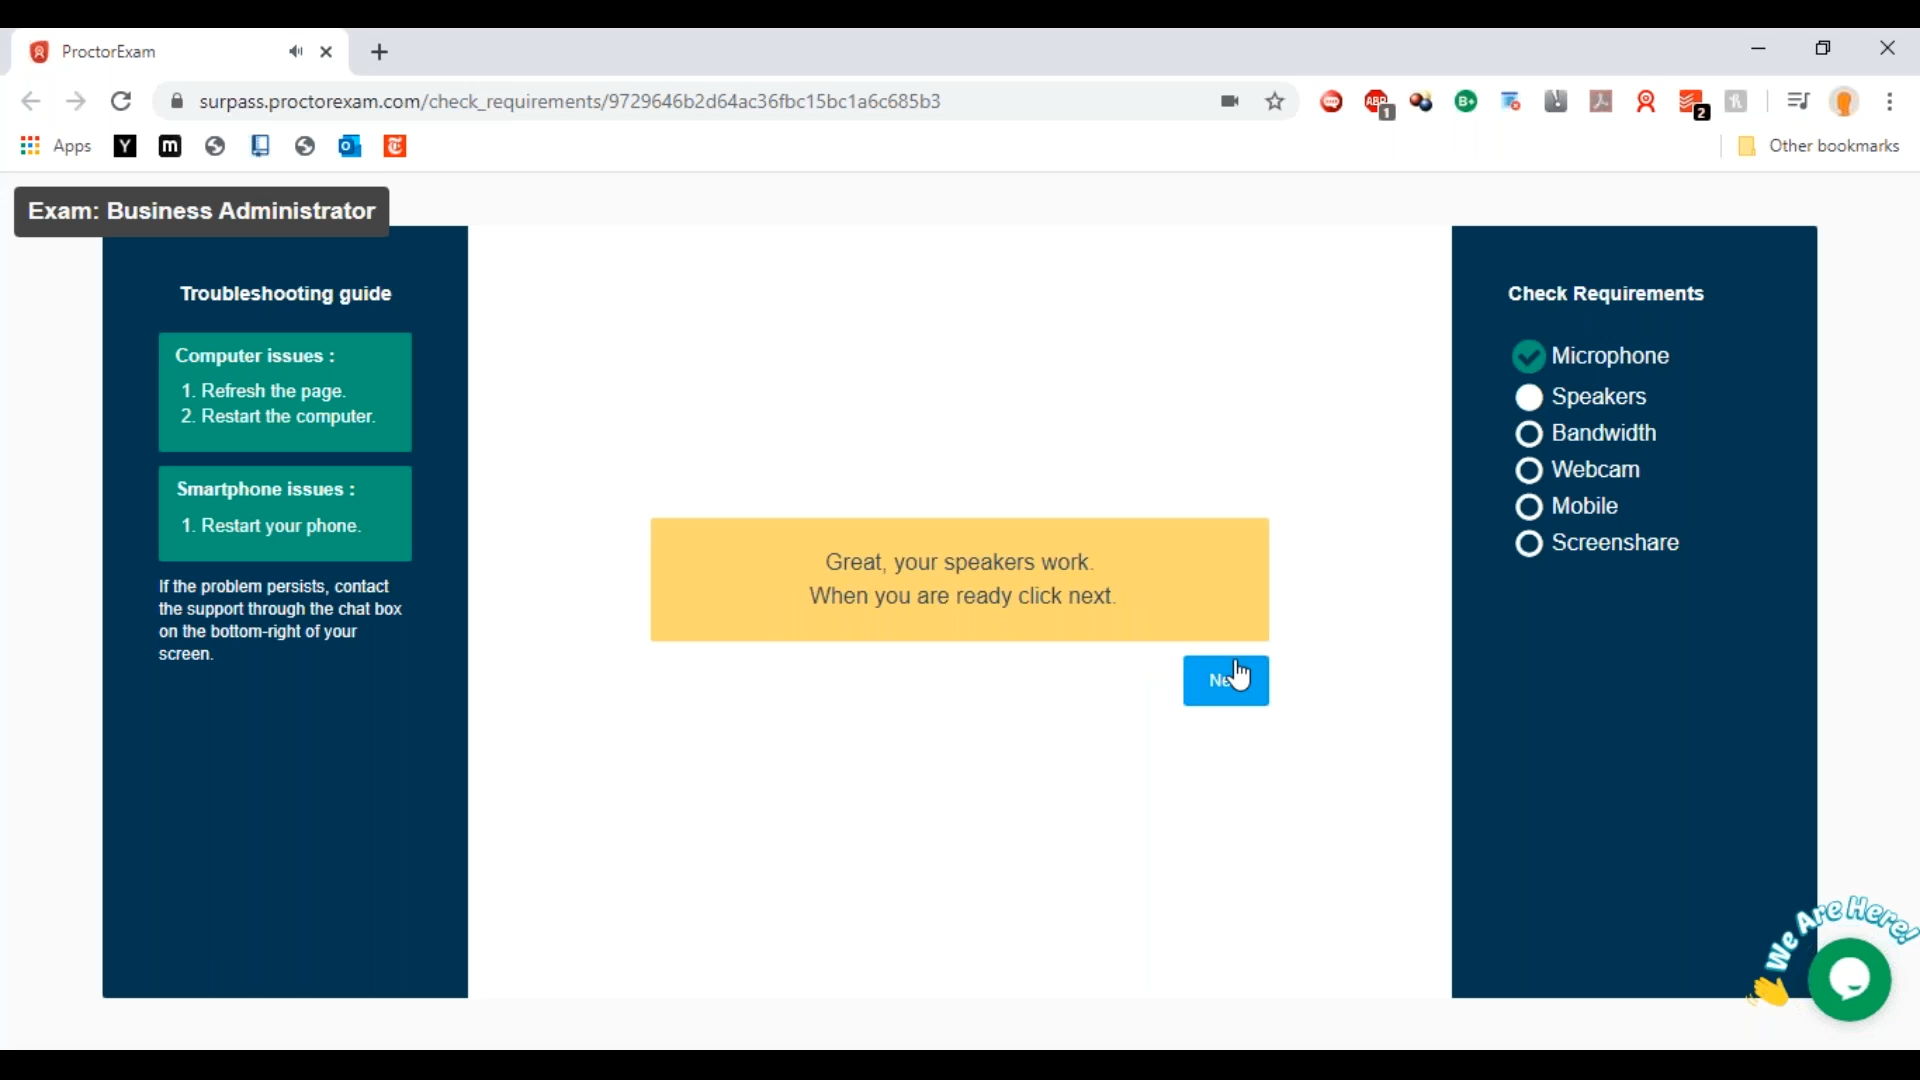 ProctorExam
surpass.proctorexam.com/check_requirements/9729646b2d64ac36fbc15bc1a6c685b3
ABP
1
B+
2
Apps
Y
m
Other bookmarks
Exam: Business Administrator
Troubleshooting guide
Computer issues :
1. Refresh the page.
2. Restart the computer.
Smartphone issues :
1. Restart your phone.
If the problem persists, contact
the support through the chat box
on the bottom-right of your
screen.
Great, your speakers work.
When you are ready click next.
Check Requirements
Microphone
Speakers
Bandwidth
Webcam
Mobile
Screenshare
We Are Here!